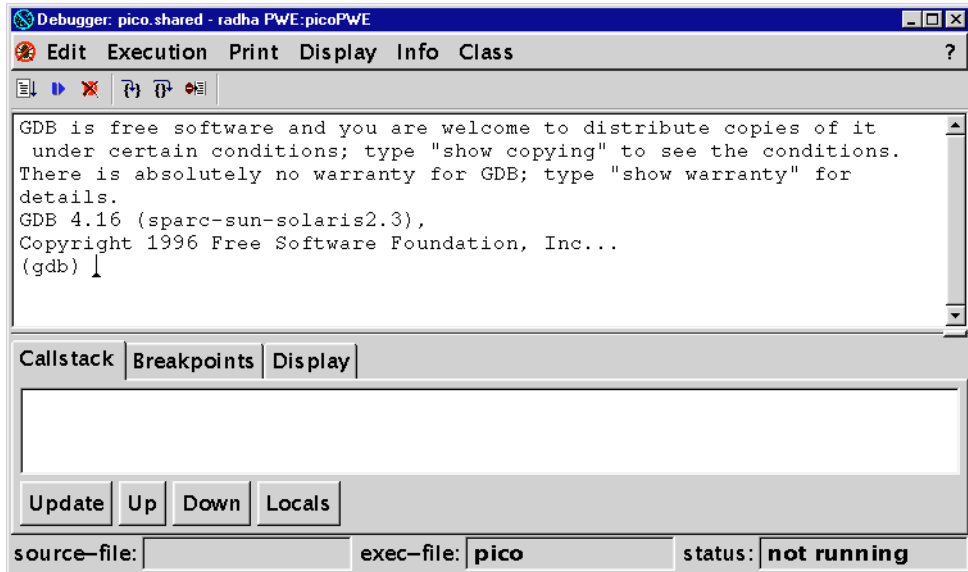 Debugger: pico.shared - radha PWE:picoPWE
Edit Execution Print Display Info Class ?
GDB is free software and you are welcome to distribute copies of it
under certain conditions; type "show copying" to see the conditions.
There is absolutely no warranty for GDB; type "show warranty" for
details.
GDB 4.16 (sparc-sun-solaris2.3),
Copyright 1996 Free Software Foundation, Inc...
(gdb)
Callstack Breakpoints Display
Update Up Down Locals
source-file: exec-file: pico status: not running